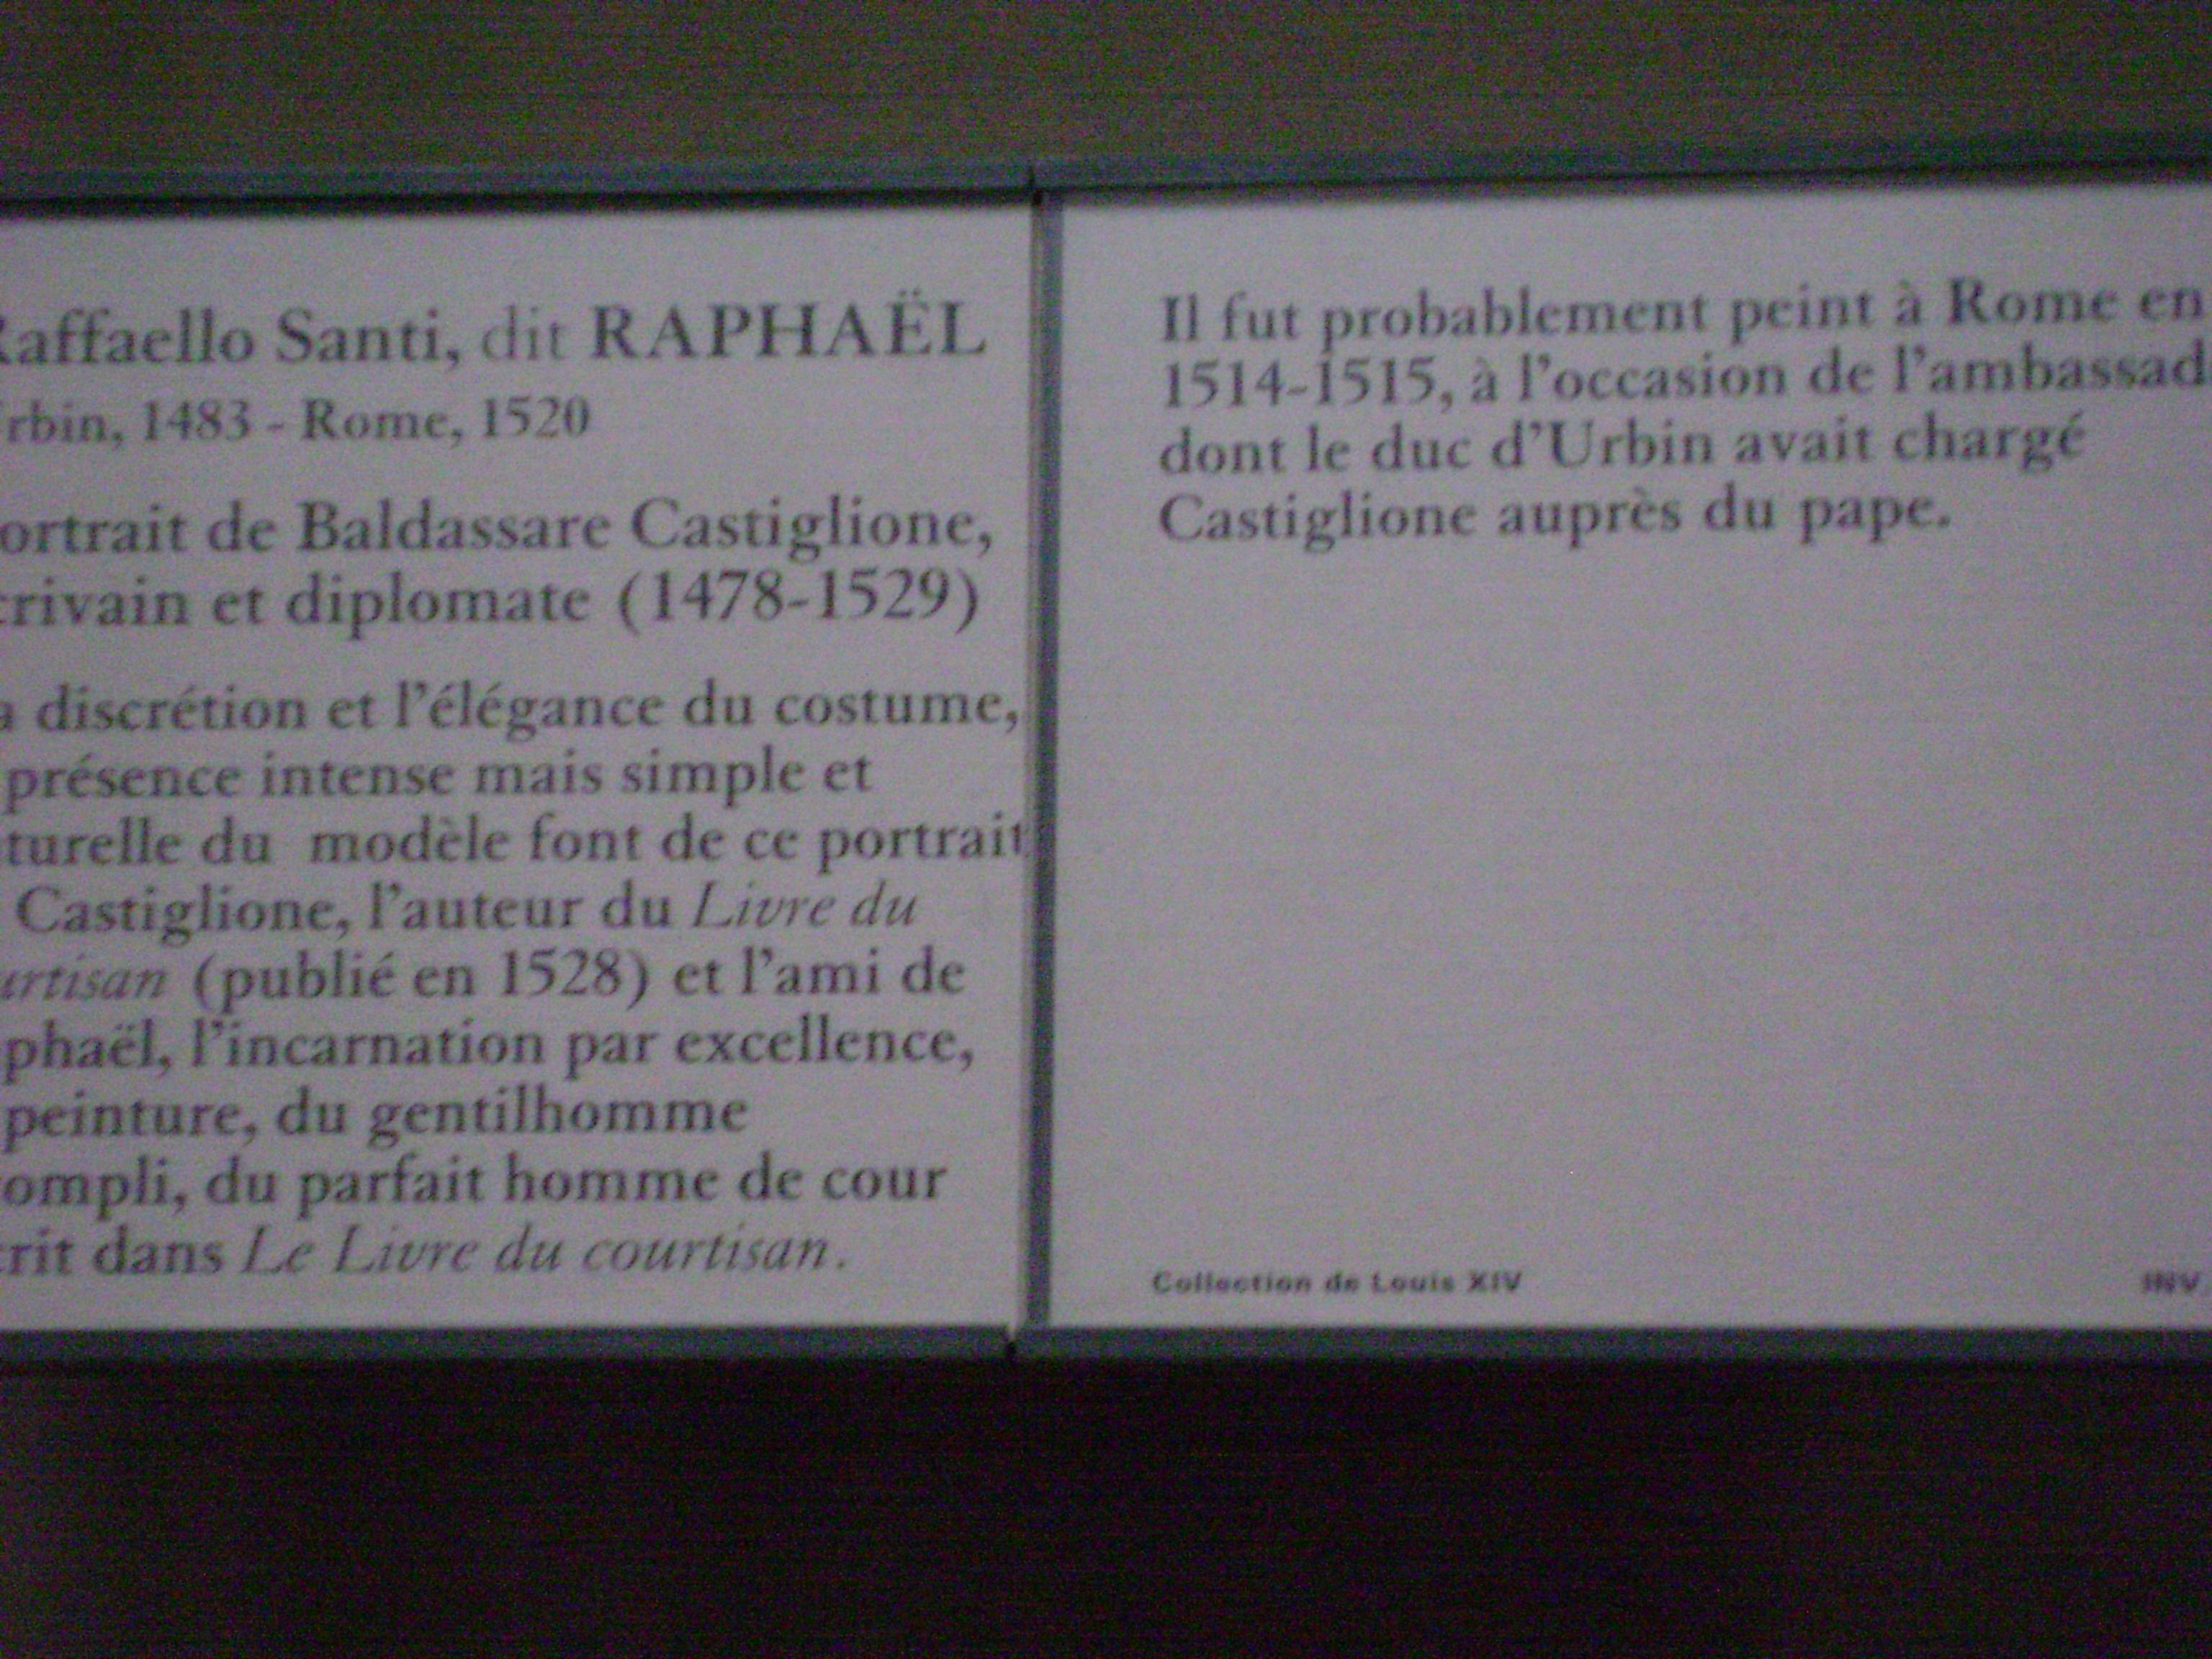 Raffaello Santi, dit RAPHAËL
rbin, 1483 - Rome, 1520
ortrait de Baldassare Castiglione,
crivain et diplomate (1478-1529)
a discrétion et l'élégance du costume,
présence intense mais simple et
turelle du modèle font de ce portrait
Castiglione, l'auteur du Livre du
urtisan (publié en 1528) et l'ami de
phaël, l'incarnation par excellence,
peinture, du gentilhomme
ompli, du parfait homme de cour
crit dans Le Livre du courtisan.
Il fut probablement peint à Rome en
1514-1515, à l'occasion de l'ambassad
dont le duc d'Urbin avait chargé
Castiglione auprès du pape.
Collection de Louis XIV
INV